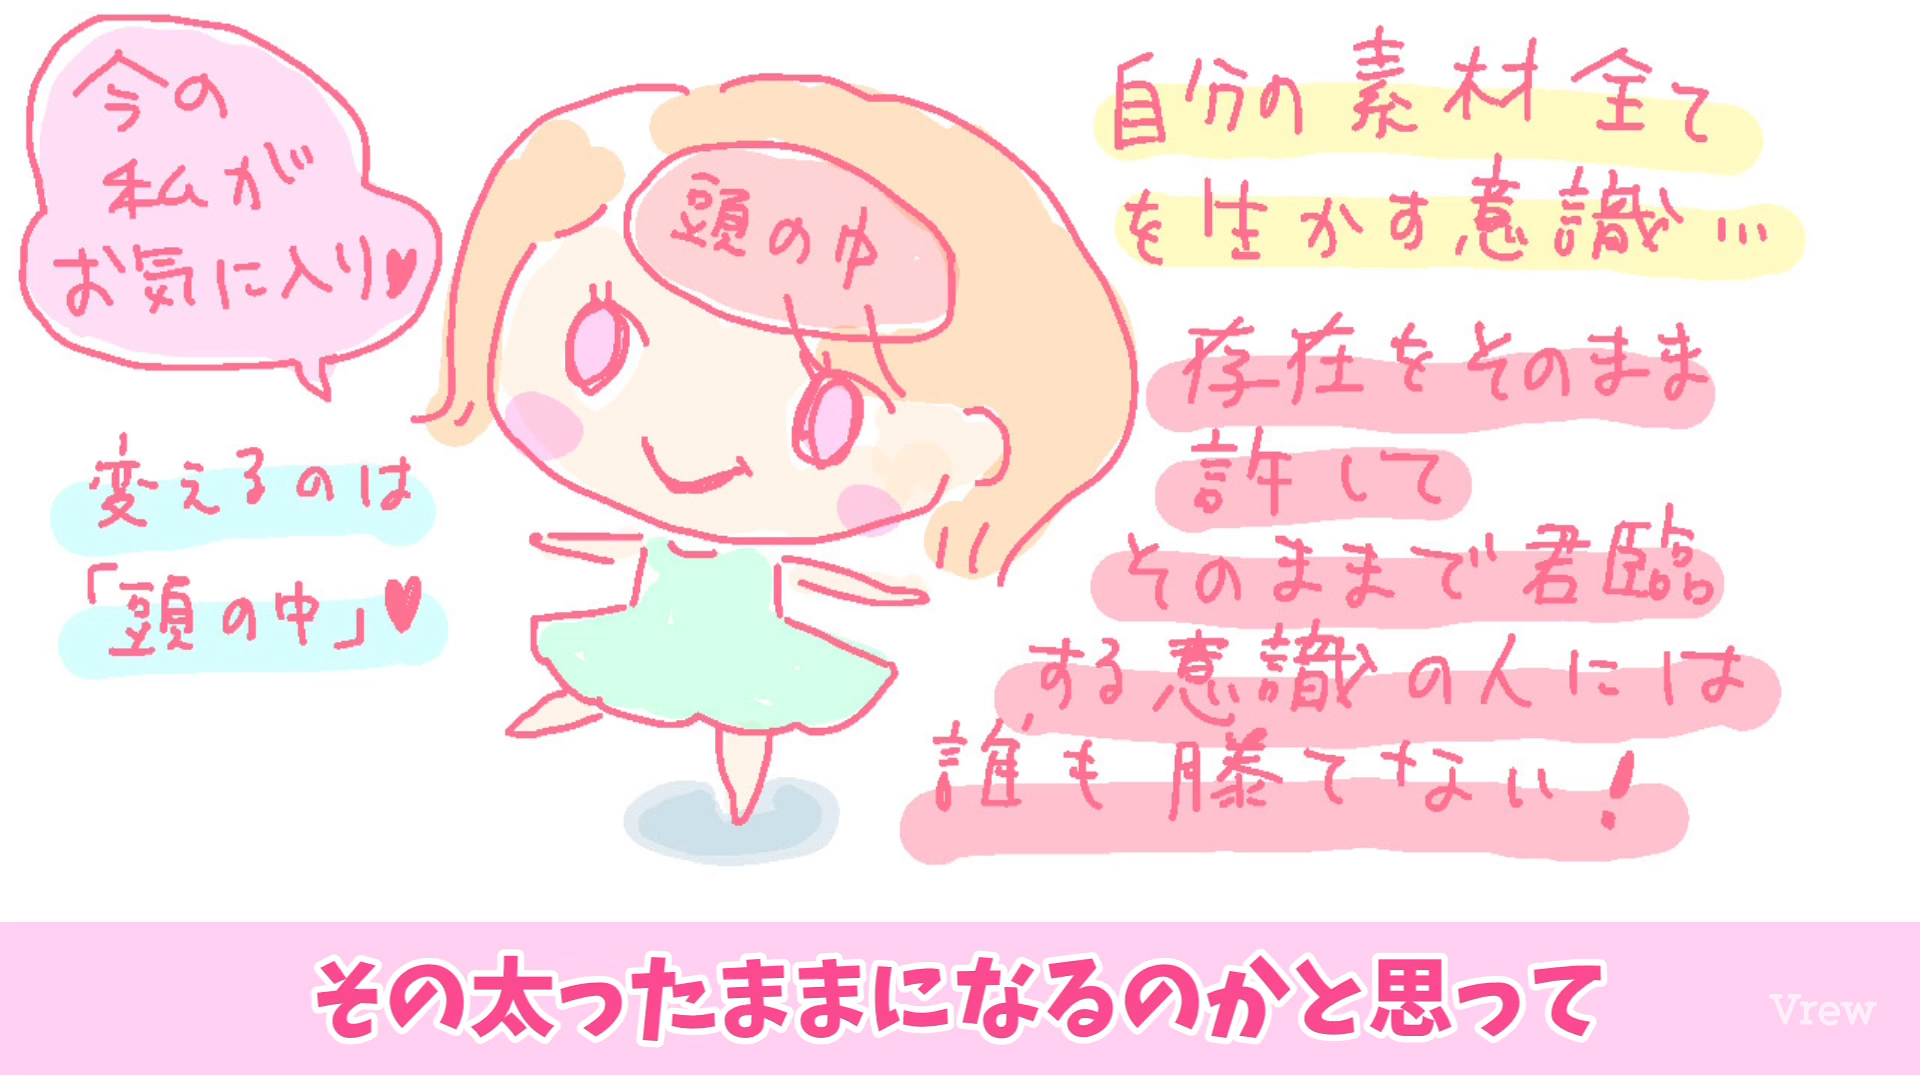 今の
私が
お気に入り♥
頭の中
変えるのは
「頭の中」♥
自分の素材全て
を生かす意識…
存在をそのまま
許して
そのままで君臨
する意識の人には
誰も勝てない！
その太ったままになるのかと思って
Vrew